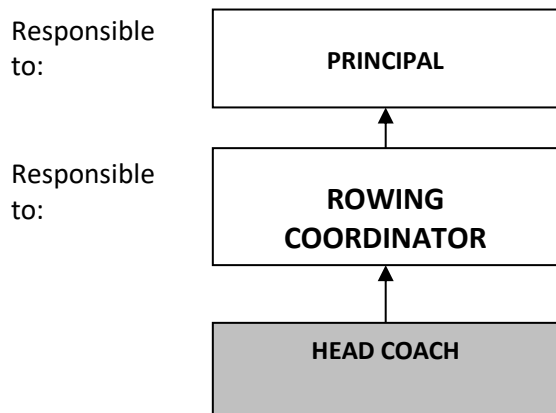 Responsible
to:
PRINCIPAL
Responsible
to:
ROWING
COORDINATOR
HEAD COACH